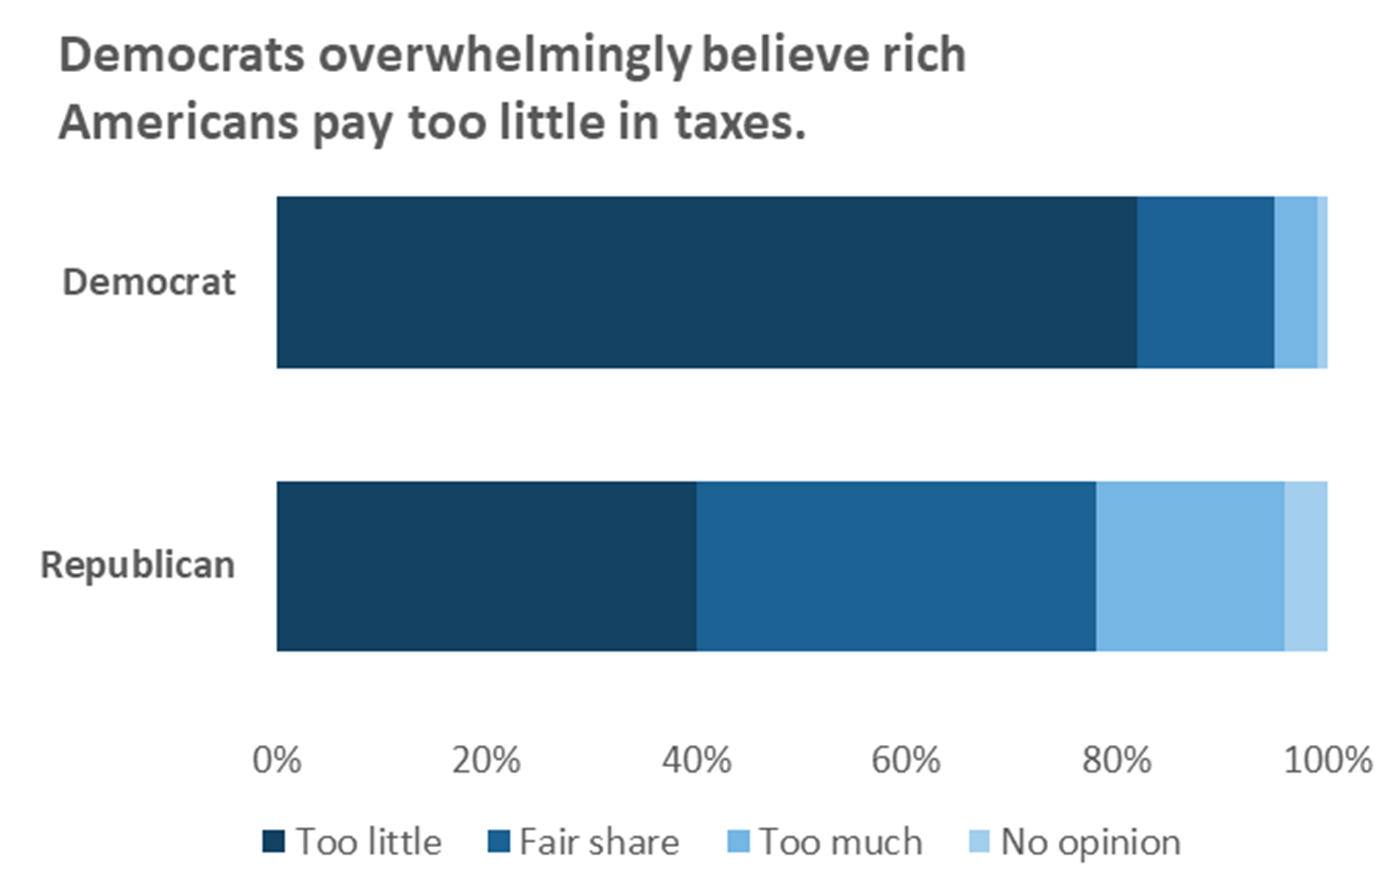 Democrats overwhelmingly believe rich
Americans pay too little in taxes.
Democrat
Republican
0% 20% 40% 60% 80% 100%
Too little Fair share Too much No opinion